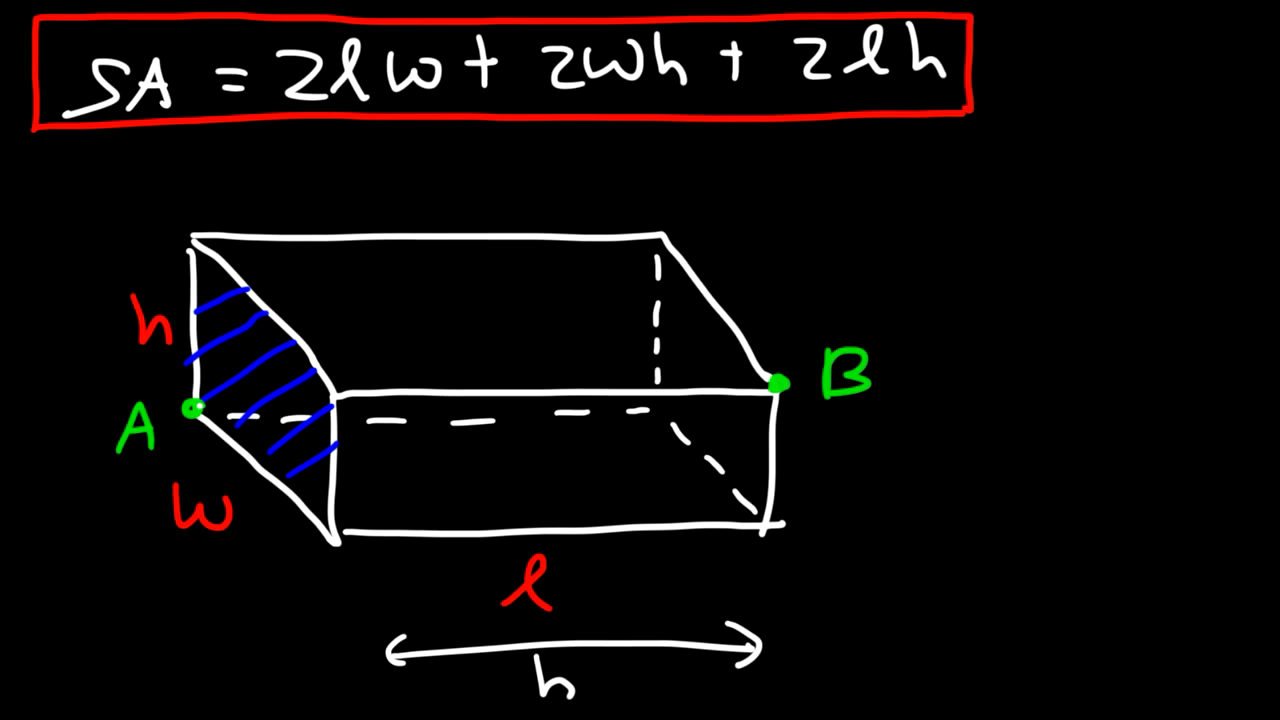 SA = 2lw + 2wh + 2lh
h
B
A
w
l
h